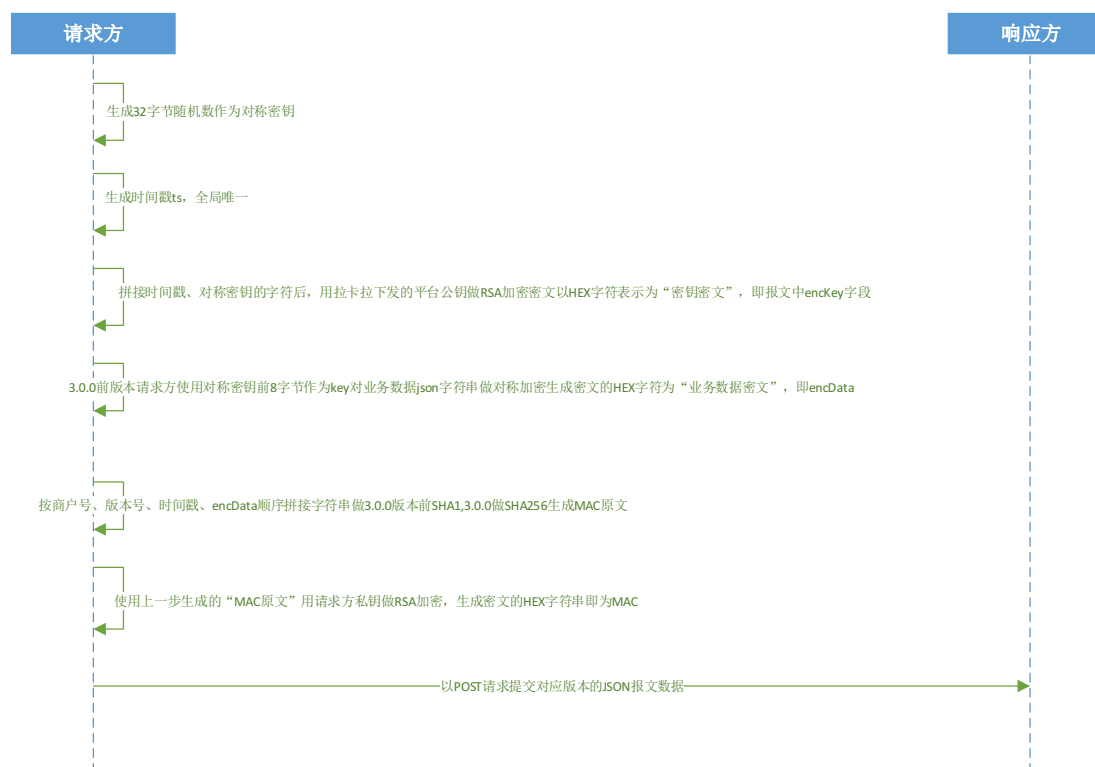 请求方
响应方
生成32字节随机数作为对称密钥
生成时间戳ts，全局唯一
拼接时间戳、对称密钥的字符后，用拉卡拉下发的平台公钥做RSA加密密文以HEX字符表示为“密钥密文”，即报文中encKey字段
3.0.0前版本请求方使用对称密钥前8字节作为key对业务数据json字符串做对称加密生成密文的HEX字符为“业务数据密文”，即encData
按商户号、版本号、时间戳、encData顺序拼接字符串做3.0.0版本前SHA1,3.0.0做SHA256生成MAC原文
使用上一步生成的“MAC原文”用请求方私钥做RSA加密，生成密文的HEX字符串即为MAC
以POST请求提交对应版本的JSON报文数据